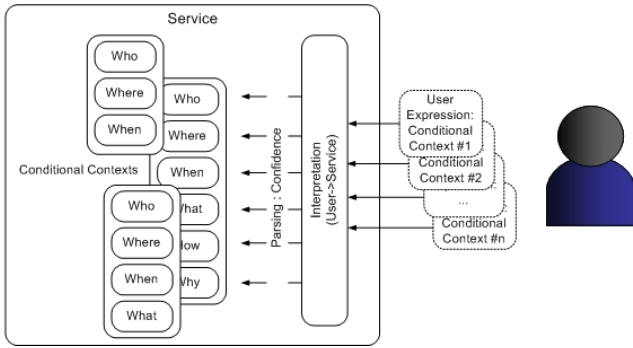 Service
Who
Where
When
Conditional Contexts
Who
Where
When
What
How
Why
Who
Where
When
What
Parsing : Confidence
Interpretation
(User->Service)
User
Expression:
Conditional
Context #1
Conditional
Context #2
...
Conditional
Context #n